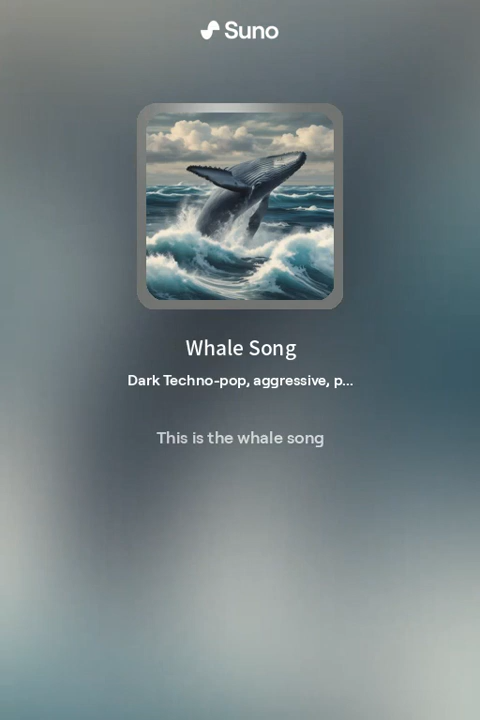 Suno
Whale Song
Dark Techno-pop, aggressive, p...
This is the whale song